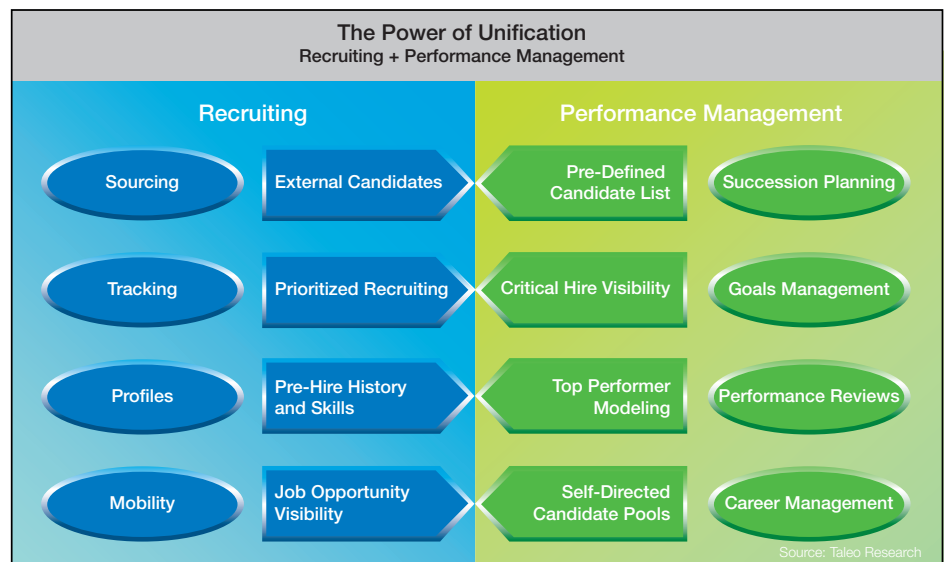 The Power of Unification
Recruiting + Performance Management
Recruiting
Performance Management
Sourcing
External Candidates
Pre-Defined
Candidate List
Succession Planning
Tracking
Prioritized Recruiting
Critical Hire Visibility
Goals Management
Profiles
Pre-Hire History
and Skills
Top Performer
Modeling
Performance Reviews
Mobility
Job Opportunity
Visibility
Self-Directed
Candidate Pools
Career Management
Source: Taleo Research